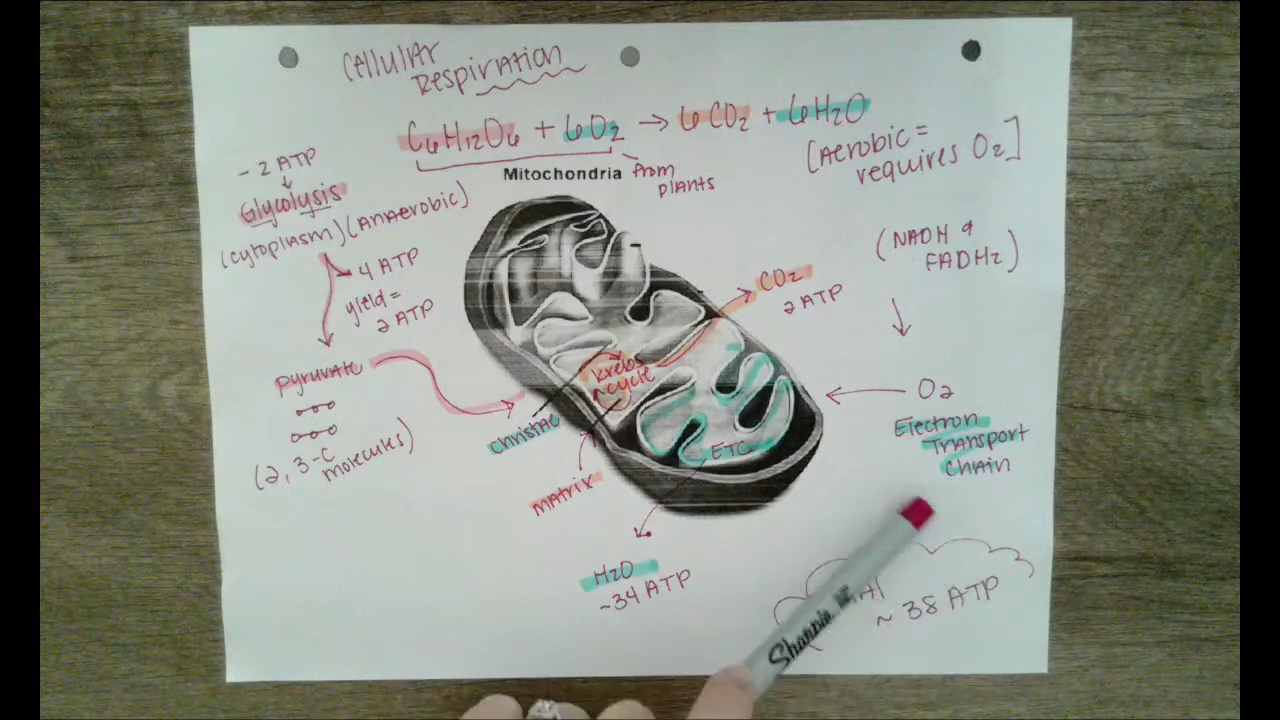 Cellular
Respiration
C6H12O6 + 6O2 → 6CO2 + 6H2O
from
plants
[Aerobic =
requires O2]
Mitochondria
- 2 ATP
Glycolysis
(cytoplasm) (Anaerobic)
4 ATP
yield =
2 ATP
pyruvate
(2, 3-C
molecules)
CO2
2 ATP
(NADH &
FADH2)
Krebs
cycle
christae
matrix
ETC
O2
Electron
Transport
Chain
H2O
~34 ATP
~ 38 ATP
Sharpie